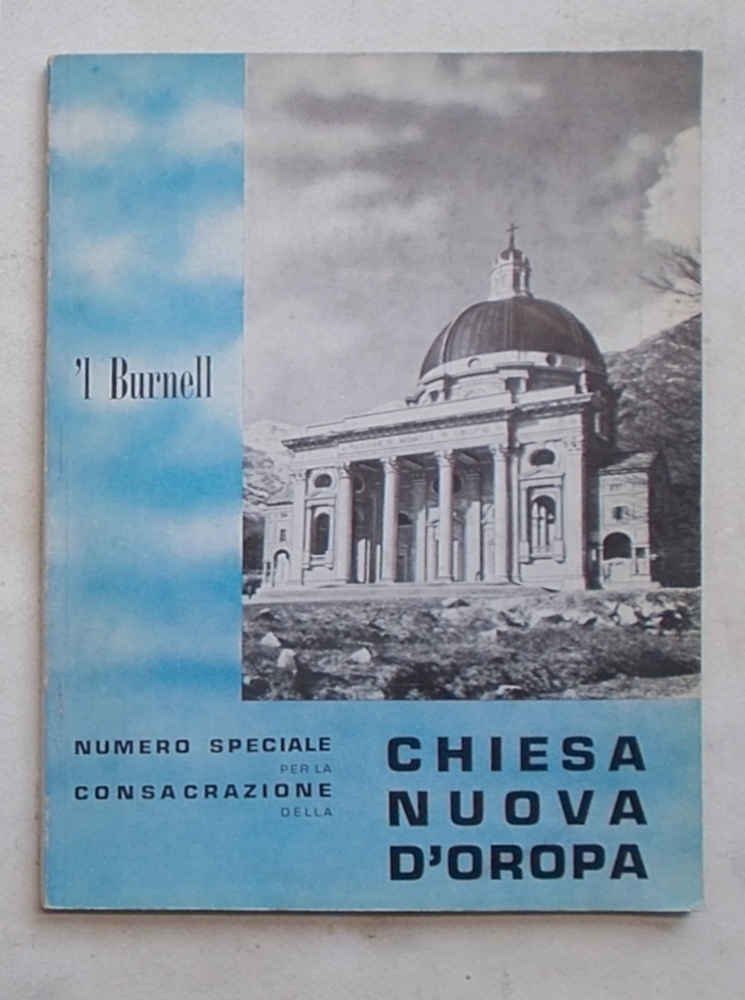 'l Burnell
NUMERO SPECIALE
PER LA
CONSACRAZIONE
DELLA
CHIESA
NUOVA
D'OROPA